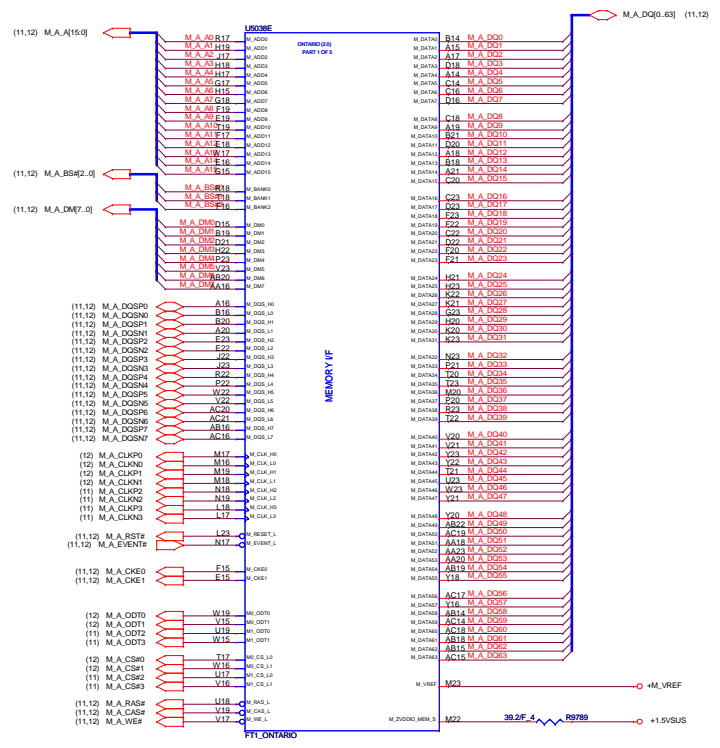 U5038E
ONTARIO (2.0)
PART 1 OF 5
MEMORY I/F
FT1_ONTARIO
(11,12) M_A_A[15:0]
M_A_A0 R17 M_ADD0
M_A_A1 H19 M_ADD1
M_A_A2 J17 M_ADD2
M_A_A3 H18 M_ADD3
M_A_A4 H17 M_ADD4
M_A_A5 G17 M_ADD5
M_A_A6 H15 M_ADD6
M_A_A7 G18 M_ADD7
M_A_A8 F19 M_ADD8
M_A_A9 E19 M_ADD9
M_A_A10 T19 M_ADD10
M_A_A11 F17 M_ADD11
M_A_A12 E18 M_ADD12
M_A_A13 W17 M_ADD13
M_A_A14 E16 M_ADD14
M_A_A15 G15 M_ADD15
(11,12) M_A_BS#[2..0]
M_A_BS# R18 M_BANK0
M_A_BS# T18 M_BANK1
M_A_BS# F16 M_BANK2
(11,12) M_A_DM[7..0]
M_A_DM0 D15 M_DM0
M_A_DM1 B19 M_DM1
M_A_DM2 D21 M_DM2
M_A_DM3 H22 M_DM3
M_A_DM4 P23 M_DM4
M_A_DM5 V23 M_DM5
M_A_DM6 AB20 M_DM6
M_A_DM7 AA16 M_DM7
(11,12) M_A_DQSP0 A16 M_DQS_H0
(11,12) M_A_DQSN0 B16 M_DQS_L0
(11,12) M_A_DQSP1 B20 M_DQS_H1
(11,12) M_A_DQSN1 A20 M_DQS_L1
(11,12) M_A_DQSP2 E23 M_DQS_H2
(11,12) M_A_DQSN2 E22 M_DQS_L2
(11,12) M_A_DQSP3 J22 M_DQS_H3
(11,12) M_A_DQSN3 J23 M_DQS_L3
(11,12) M_A_DQSP4 R22 M_DQS_H4
(11,12) M_A_DQSN4 P22 M_DQS_L4
(11,12) M_A_DQSP5 W22 M_DQS_H5
(11,12) M_A_DQSN5 V22 M_DQS_L5
(11,12) M_A_DQSP6 AC20 M_DQS_H6
(11,12) M_A_DQSN6 AC21 M_DQS_L6
(11,12) M_A_DQSP7 AB16 M_DQS_H7
(11,12) M_A_DQSN7 AC16 M_DQS_L7
(12) M_A_CLKP0 M17 M_CLK_H0
(12) M_A_CLKN0 M16 M_CLK_L0
(12) M_A_CLKP1 M19 M_CLK_H1
(12) M_A_CLKN1 M18 M_CLK_L1
(11) M_A_CLKP2 N18 M_CLK_H2
(11) M_A_CLKN2 N19 M_CLK_L2
(11) M_A_CLKP3 L18 M_CLK_H3
(11) M_A_CLKN3 L17 M_CLK_L3
(11,12) M_A_RST# L23 M_RESET_L
(11,12) M_A_EVENT# N17 M_EVENT_L
(11,12) M_A_CKE0 F15 M_CKE0
(11,12) M_A_CKE1 E15 M_CKE1
(12) M_A_ODT0 W19 M0_ODT0
(12) M_A_ODT1 V15 M0_ODT1
(11) M_A_ODT2 U19 M1_ODT0
(11) M_A_ODT3 W15 M1_ODT1
(12) M_A_CS#0 T17 M0_CS_L0
(12) M_A_CS#1 W16 M0_CS_L1
(11) M_A_CS#2 U17 M1_CS_L0
(11) M_A_CS#3 V16 M1_CS_L1
(11,12) M_A_RAS# U18 M_RAS_L
(11,12) M_A_CAS# V19 M_CAS_L
(11,12) M_A_WE# V17 M_WE_L
M_A_DQ[0..63] (11,12)
M_DATA0 B14 M_A_DQ0
M_DATA1 A15 M_A_DQ1
M_DATA2 A17 M_A_DQ2
M_DATA3 D18 M_A_DQ3
M_DATA4 A14 M_A_DQ4
M_DATA5 C14 M_A_DQ5
M_DATA6 C16 M_A_DQ6
M_DATA7 D16 M_A_DQ7
M_DATA8 C18 M_A_DQ8
M_DATA9 A19 M_A_DQ9
M_DATA10 B21 M_A_DQ10
M_DATA11 D20 M_A_DQ11
M_DATA12 A18 M_A_DQ12
M_DATA13 B18 M_A_DQ13
M_DATA14 A21 M_A_DQ14
M_DATA15 C20 M_A_DQ15
M_DATA16 C23 M_A_DQ16
M_DATA17 D23 M_A_DQ17
M_DATA18 F23 M_A_DQ18
M_DATA19 F22 M_A_DQ19
M_DATA20 C22 M_A_DQ20
M_DATA21 D22 M_A_DQ21
M_DATA22 F20 M_A_DQ22
M_DATA23 F21 M_A_DQ23
M_DATA24 H21 M_A_DQ24
M_DATA25 H23 M_A_DQ25
M_DATA26 K22 M_A_DQ26
M_DATA27 K21 M_A_DQ27
M_DATA28 G23 M_A_DQ28
M_DATA29 H20 M_A_DQ29
M_DATA30 K20 M_A_DQ30
M_DATA31 K23 M_A_DQ31
M_DATA32 N23 M_A_DQ32
M_DATA33 P21 M_A_DQ33
M_DATA34 T20 M_A_DQ34
M_DATA35 T23 M_A_DQ35
M_DATA36 M20 M_A_DQ36
M_DATA37 P20 M_A_DQ37
M_DATA38 R23 M_A_DQ38
M_DATA39 T22 M_A_DQ39
M_DATA40 V20 M_A_DQ40
M_DATA41 V21 M_A_DQ41
M_DATA42 Y23 M_A_DQ42
M_DATA43 Y22 M_A_DQ43
M_DATA44 T21 M_A_DQ44
M_DATA45 U23 M_A_DQ45
M_DATA46 W23 M_A_DQ46
M_DATA47 Y21 M_A_DQ47
M_DATA48 Y20 M_A_DQ48
M_DATA49 AB22 M_A_DQ49
M_DATA50 AC19 M_A_DQ50
M_DATA51 AA18 M_A_DQ51
M_DATA52 AA23 M_A_DQ52
M_DATA53 AA20 M_A_DQ53
M_DATA54 AB19 M_A_DQ54
M_DATA55 Y18 M_A_DQ55
M_DATA56 AC17 M_A_DQ56
M_DATA57 Y16 M_A_DQ57
M_DATA58 AB14 M_A_DQ58
M_DATA59 AC14 M_A_DQ59
M_DATA60 AC18 M_A_DQ60
M_DATA61 AB18 M_A_DQ61
M_DATA62 AB15 M_A_DQ62
M_DATA63 AC15 M_A_DQ63
M_VREF M23 +M_VREF
M_ZVDDIO_MEM_S M22 39.2/F_4 R9789 +1.5VSUS